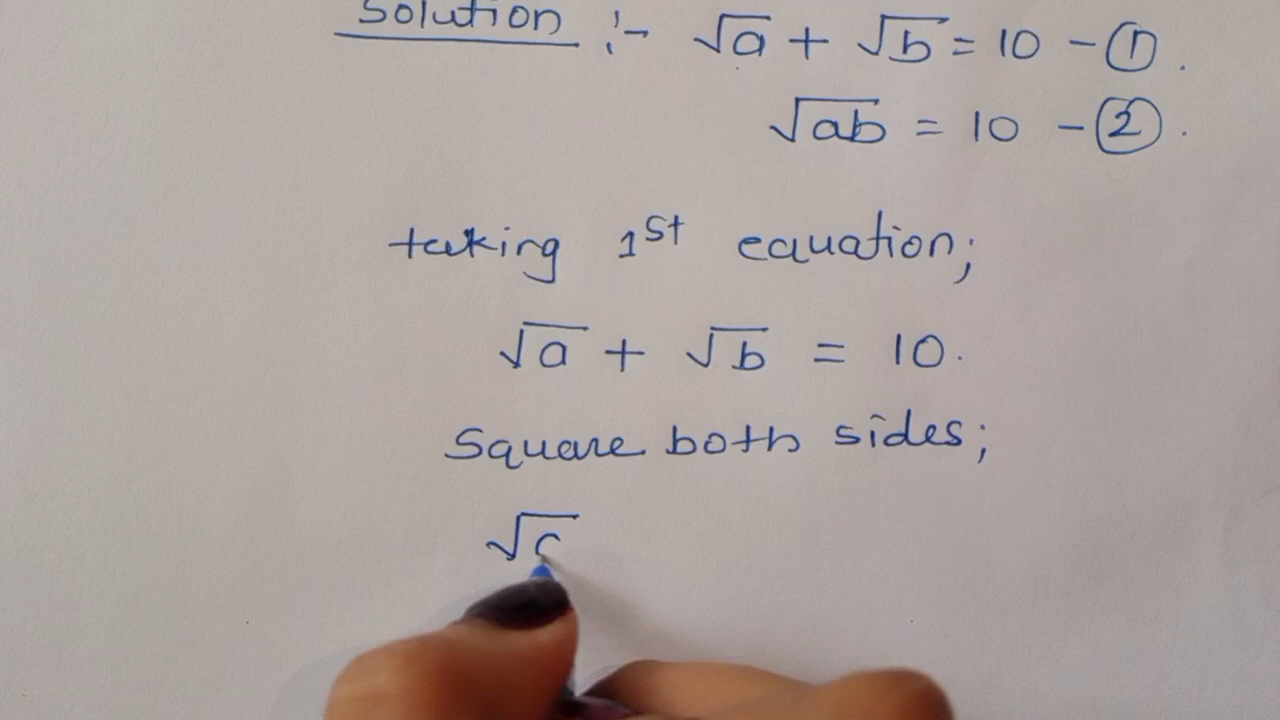 Solution :- √a + √b = 10 - ① .
√ab = 10 - ② .
taking 1st equation;
√a + √b = 10.
Square both sides;
√